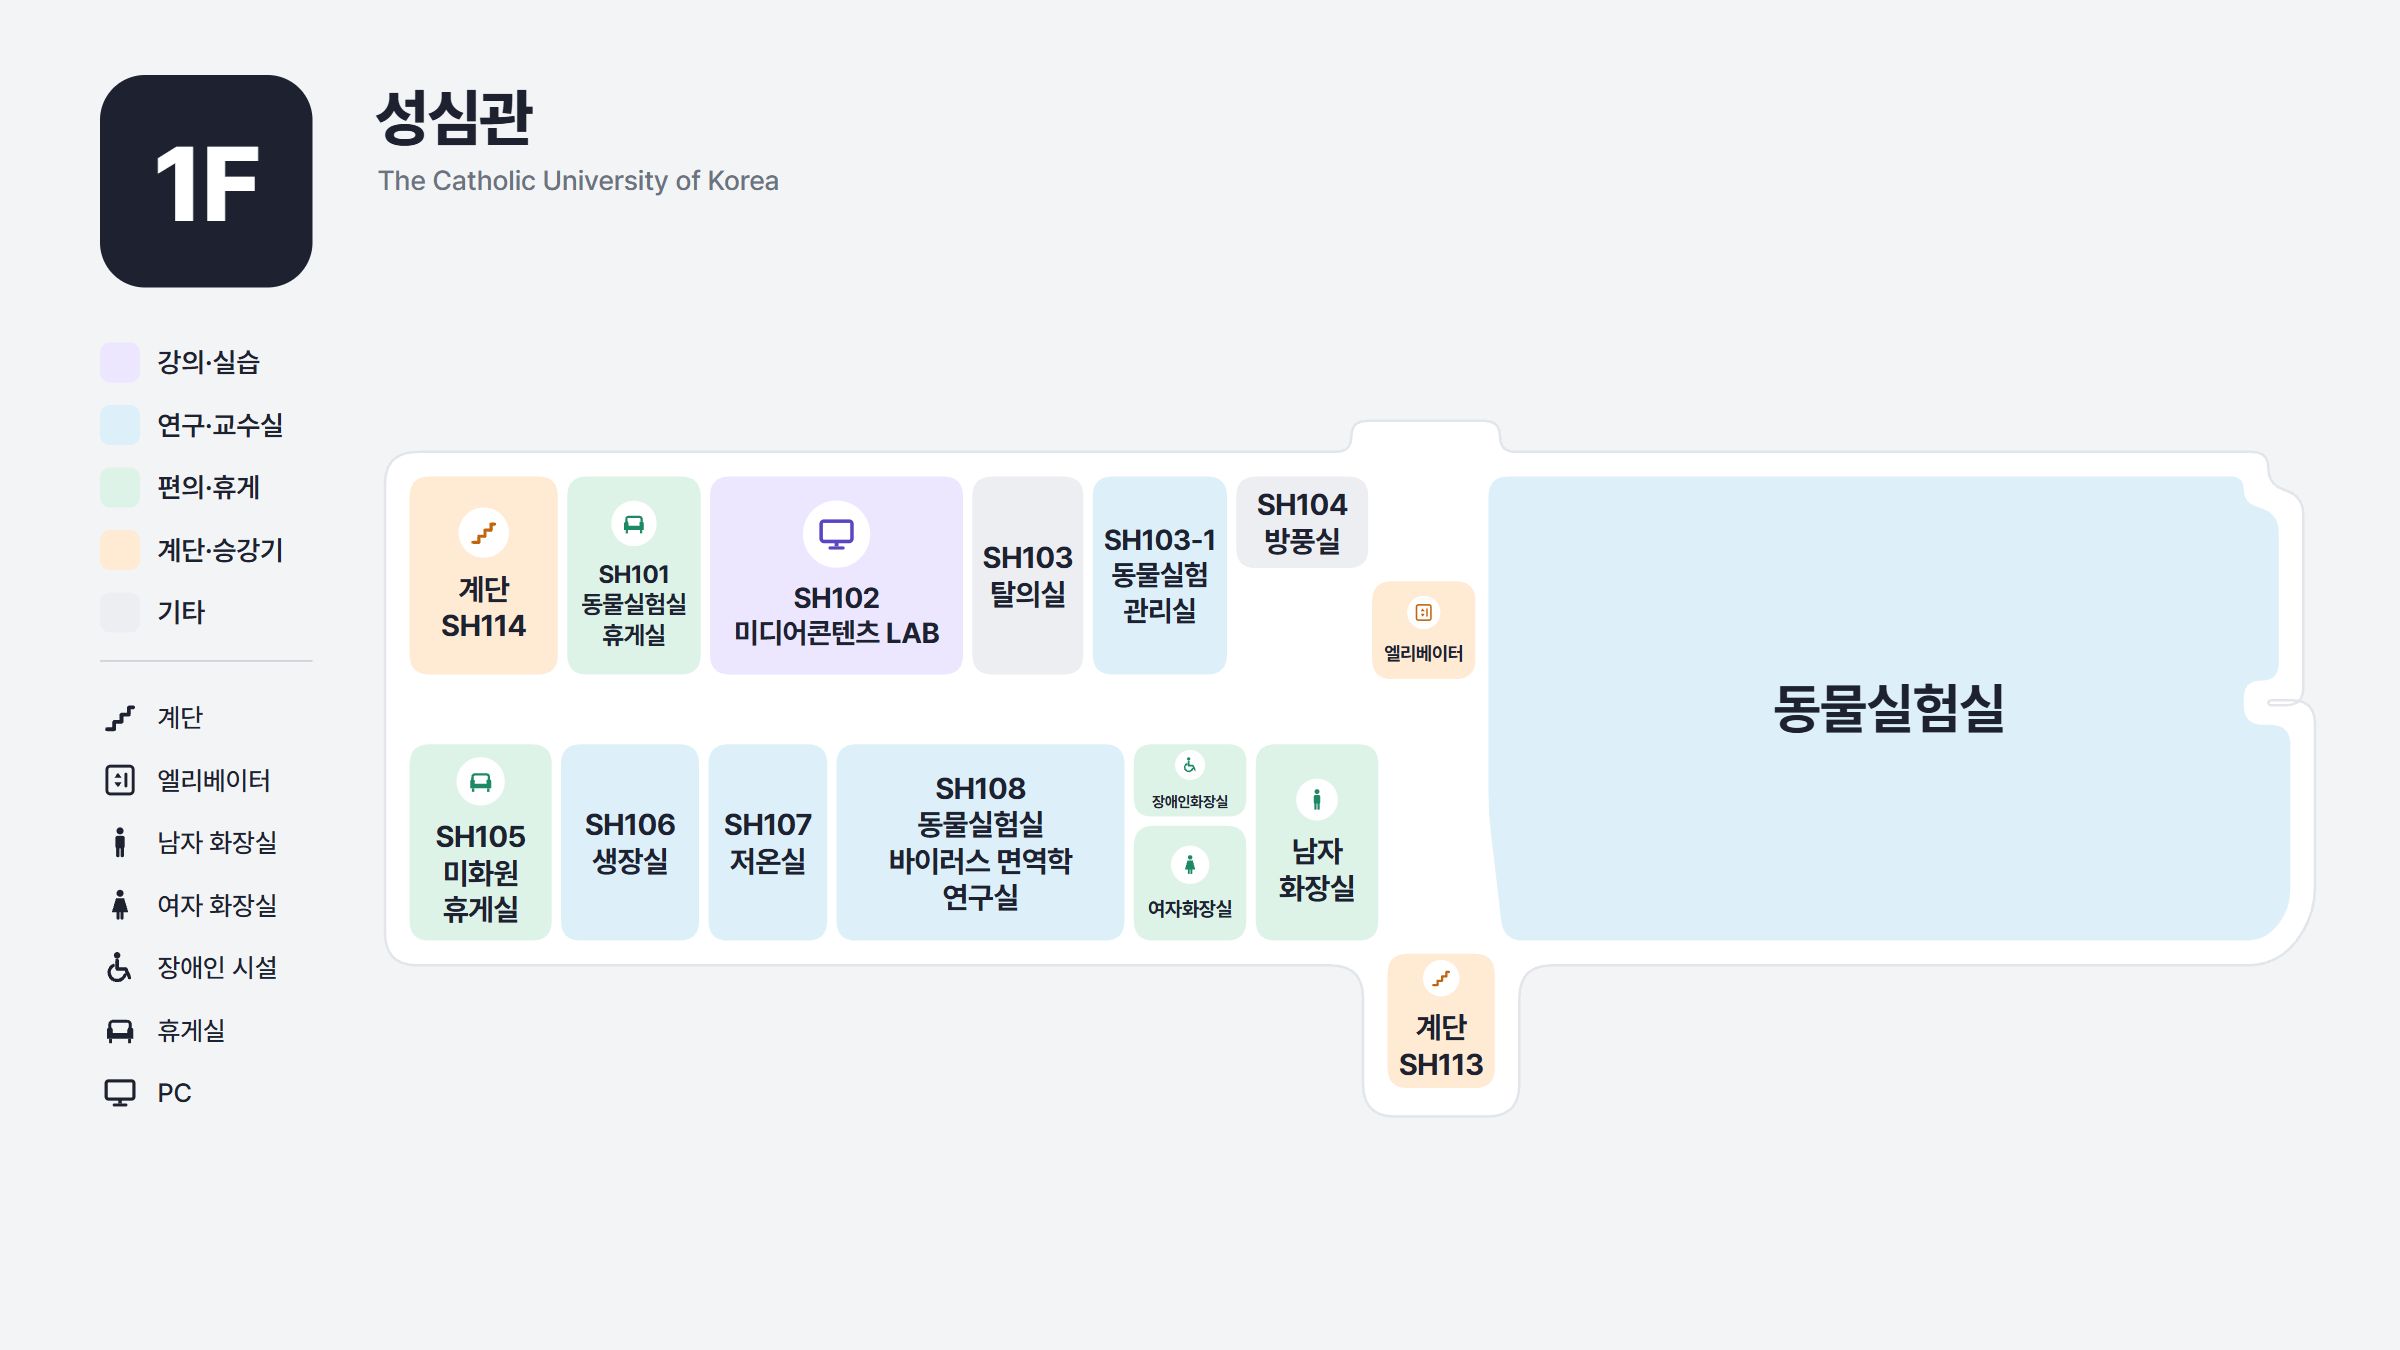 1F
성심관
The Catholic University of Korea
강의·실습
연구·교수실
편의·휴게
계단·승강기
기타
계단
엘리베이터
남자 화장실
여자 화장실
장애인 시설
휴게실
PC
계단
SH114
SH101
동물실험실
휴게실
SH102
미디어콘텐츠 LAB
SH103
탈의실
SH103-1
동물실험
관리실
SH104
방풍실
엘리베이터
동물실험실
SH105
미화원
휴게실
SH106
생장실
SH107
저온실
SH108
동물실험실
바이러스 면역학
연구실
장애인화장실
여자화장실
남자
화장실
계단
SH113